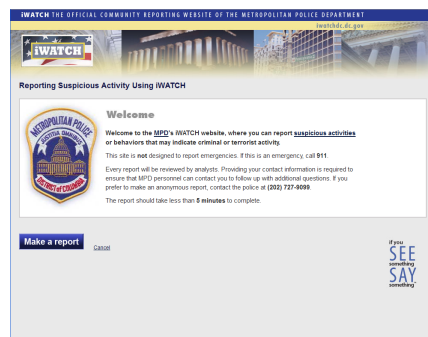 iWATCH THE OFFICIAL COMMUNITY REPORTING WEBSITE OF THE METROPOLITAN POLICE DEPARTMENT
iwatchdc.dc.gov
iWATCH
Reporting Suspicious Activity Using iWATCH
METROPOLITAN POLICE
JUSTITIA OMNIBUS
DISTRICT of COLUMBIA
Welcome
Welcome to the MPD's iWATCH website, where you can report suspicious activities
or behaviors that may indicate criminal or terrorist activity.
This site is not designed to report emergencies. If this is an emergency, call 911.
Every report will be reviewed by analysts. Providing your contact information is required to
ensure that MPD personnel can contact you to follow up with additional questions. If you
prefer to make an anonymous report, contact the police at (202) 727-9099.
The report should take less than 5 minutes to complete.
Make a report
Cancel
If you
SEE
something
SAY
something